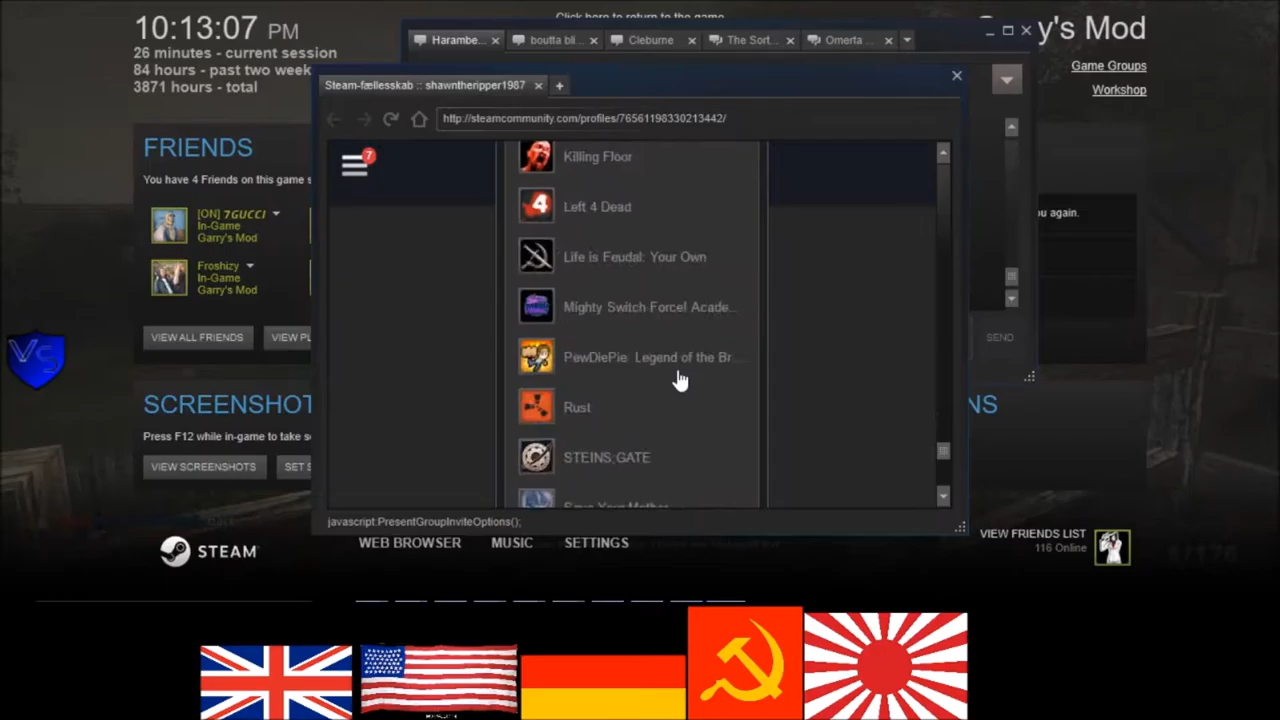 10:13:07 PM
26 minutes - current session
84 hours - past two week
3871 hours - total
Click here to return to the game
y's Mod
Game Groups
Workshop
Harambe...
boutta bli...
Cleburne
The Sort...
Omerta ...
Steam-fællesskab :: shawntheripper1987
http://steamcommunity.com/profiles/76561198330213442/
7
FRIENDS
You have 4 Friends on this game s
[ON] 7GUCCI
In-Game
Garry's Mod
Froshizy
In-Game
Garry's Mod
VIEW ALL FRIENDS
VIEW PL
VS
Killing Floor
Left 4 Dead
Life is Feudal: Your Own
Mighty Switch Force! Acade...
PewDiePie: Legend of the Br...
Rust
STEINS;GATE
u again.
SEND
SCREENSHOT
NS
Press F12 while in-game to take s
VIEW SCREENSHOTS
SET S
javascript:PresentGroupInviteOptions();
STEAM
WEB BROWSER
MUSIC
SETTINGS
VIEW FRIENDS LIST
116 Online